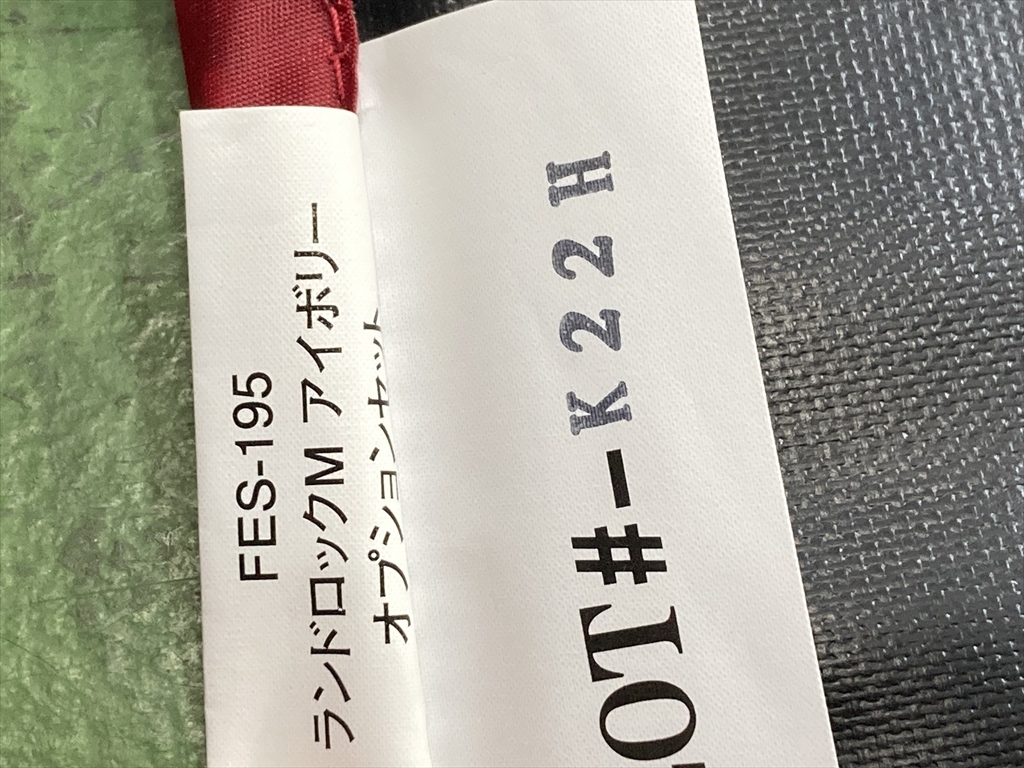 FES-195
ランドロックM アイボリー
オプションセット
LOT#-K22H